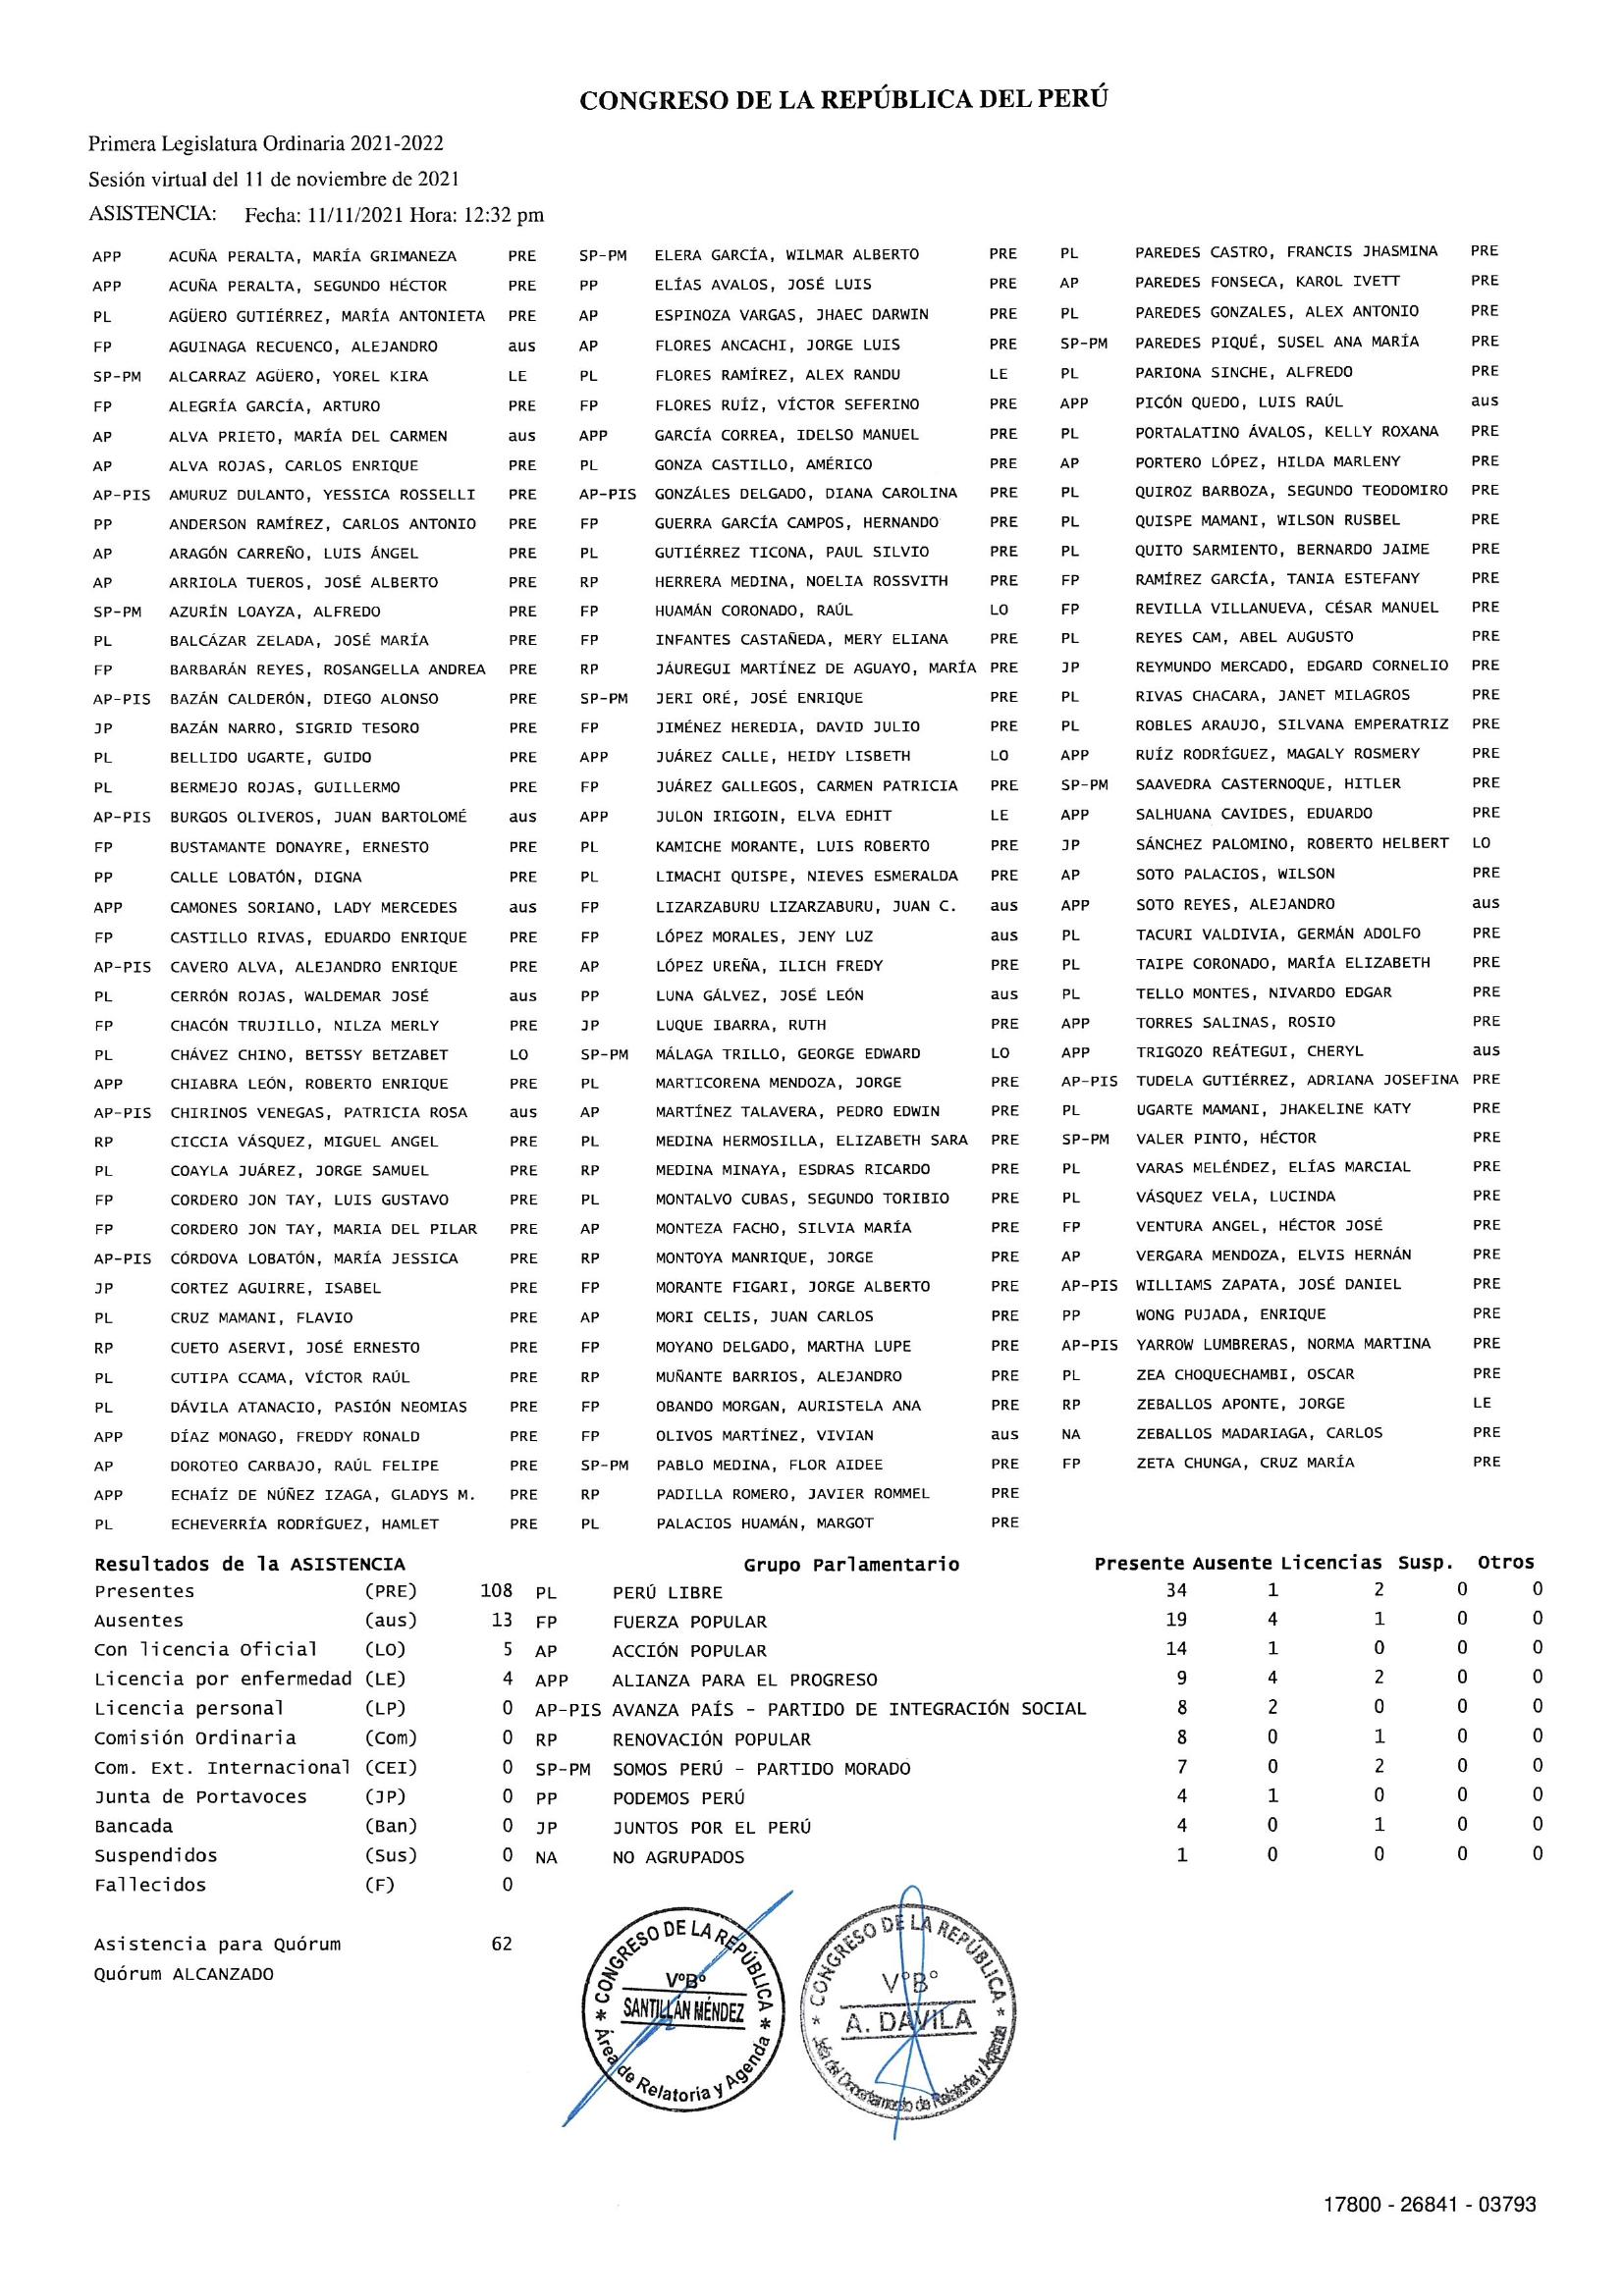 CONGRESO DE LA REPÚBLICA DEL PERÚ
Primera Legislatura Ordinaria 2021-2022
Sesión virtual del 11 de noviembre de 2021
ASISTENCIA: Fecha: 11/11/2021 Hora: 12:32 pm
APP ACUÑA PERALTA, MARÍA GRIMANEZA PRE SP-PM ELERA GARCÍA, WILMAR ALBERTO PRE PL PAREDES CASTRO, FRANCIS JHASMINA PRE
APP ACUÑA PERALTA, SEGUNDO HÉCTOR PRE PP ELÍAS AVALOS, JOSÉ LUIS PRE AP PAREDES FONSECA, KAROL IVETT PRE
PL AGÜERO GUTIÉRREZ, MARÍA ANTONIETA PRE AP ESPINOZA VARGAS, JHAEC DARWIN PRE PL PAREDES GONZALES, ALEX ANTONIO PRE
FP AGUINAGA RECUENCO, ALEJANDRO aus AP FLORES ANCACHI, JORGE LUIS PRE SP-PM PAREDES PIQUÉ, SUSEL ANA MARÍA PRE
SP-PM ALCARRAZ AGÜERO, YOREL KIRA LE PL FLORES RAMÍREZ, ALEX RANDU LE PL PARIONA SINCHE, ALFREDO PRE
FP ALEGRÍA GARCÍA, ARTURO PRE FP FLORES RUÍZ, VÍCTOR SEFERINO PRE APP PICÓN QUEDO, LUIS RAÚL aus
AP ALVA PRIETO, MARÍA DEL CARMEN aus APP GARCÍA CORREA, IDELSO MANUEL PRE PL PORTALATINO ÁVALOS, KELLY ROXANA PRE
AP ALVA ROJAS, CARLOS ENRIQUE PRE PL GONZA CASTILLO, AMÉRICO PRE AP PORTERO LÓPEZ, HILDA MARLENY PRE
AP-PIS AMURUZ DULANTO, YESSICA ROSSELLI PRE AP-PIS GONZÁLES DELGADO, DIANA CAROLINA PRE PL QUIROZ BARBOZA, SEGUNDO TEODOMIRO PRE
PP ANDERSON RAMÍREZ, CARLOS ANTONIO PRE FP GUERRA GARCÍA CAMPOS, HERNANDO PRE PL QUISPE MAMANI, WILSON RUSBEL PRE
AP ARAGÓN CARREÑO, LUIS ÁNGEL PRE PL GUTIÉRREZ TICONA, PAUL SILVIO PRE PL QUITO SARMIENTO, BERNARDO JAIME PRE
AP ARRIOLA TUEROS, JOSÉ ALBERTO PRE RP HERRERA MEDINA, NOELIA ROSSVITH PRE FP RAMÍREZ GARCÍA, TANIA ESTEFANY PRE
SP-PM AZURÍN LOAYZA, ALFREDO PRE FP HUAMÁN CORONADO, RAÚL LO FP REVILLA VILLANUEVA, CÉSAR MANUEL PRE
PL BALCÁZAR ZELADA, JOSÉ MARÍA PRE FP INFANTES CASTAÑEDA, MERY ELIANA PRE PL REYES CAM, ABEL AUGUSTO PRE
FP BARBARÁN REYES, ROSANGELLA ANDREA PRE RP JÁUREGUI MARTÍNEZ DE AGUAYO, MARÍA PRE JP REYMUNDO MERCADO, EDGARD CORNELIO PRE
AP-PIS BAZÁN CALDERÓN, DIEGO ALONSO PRE SP-PM JERI ORÉ, JOSÉ ENRIQUE PRE PL RIVAS CHACARA, JANET MILAGROS PRE
JP BAZÁN NARRO, SIGRID TESORO PRE FP JIMÉNEZ HEREDIA, DAVID JULIO PRE PL ROBLES ARAUJO, SILVANA EMPERATRIZ PRE
PL BELLIDO UGARTE, GUIDO PRE APP JUÁREZ CALLE, HEIDY LISBETH LO APP RUÍZ RODRÍGUEZ, MAGALY ROSMERY PRE
PL BERMEJO ROJAS, GUILLERMO PRE FP JUÁREZ GALLEGOS, CARMEN PATRICIA PRE SP-PM SAAVEDRA CASTERNOQUE, HITLER PRE
AP-PIS BURGOS OLIVEROS, JUAN BARTOLOMÉ aus APP JULON IRIGOIN, ELVA EDHIT LE APP SALHUANA CAVIDES, EDUARDO PRE
FP BUSTAMANTE DONAYRE, ERNESTO PRE PL KAMICHE MORANTE, LUIS ROBERTO PRE JP SÁNCHEZ PALOMINO, ROBERTO HELBERT LO
PP CALLE LOBATÓN, DIGNA PRE PL LIMACHI QUISPE, NIEVES ESMERALDA PRE AP SOTO PALACIOS, WILSON PRE
APP CAMONES SORIANO, LADY MERCEDES aus FP LIZARZABURU LIZARZABURU, JUAN C. aus APP SOTO REYES, ALEJANDRO aus
FP CASTILLO RIVAS, EDUARDO ENRIQUE PRE FP LÓPEZ MORALES, JENY LUZ aus PL TACURI VALDIVIA, GERMÁN ADOLFO PRE
AP-PIS CAVERO ALVA, ALEJANDRO ENRIQUE PRE AP LÓPEZ UREÑA, ILICH FREDY PRE PL TAIPE CORONADO, MARÍA ELIZABETH PRE
PL CERRÓN ROJAS, WALDEMAR JOSÉ aus PP LUNA GÁLVEZ, JOSÉ LEÓN aus PL TELLO MONTES, NIVARDO EDGAR PRE
FP CHACÓN TRUJILLO, NILZA MERLY PRE JP LUQUE IBARRA, RUTH PRE APP TORRES SALINAS, ROSIO PRE
PL CHÁVEZ CHINO, BETSSY BETZABET LO SP-PM MÁLAGA TRILLO, GEORGE EDWARD LO APP TRIGOZO REÁTEGUI, CHERYL aus
APP CHIABRA LEÓN, ROBERTO ENRIQUE PRE PL MARTICORENA MENDOZA, JORGE PRE AP-PIS TUDELA GUTIÉRREZ, ADRIANA JOSEFINA PRE
AP-PIS CHIRINOS VENEGAS, PATRICIA ROSA aus AP MARTÍNEZ TALAVERA, PEDRO EDWIN PRE PL UGARTE MAMANI, JHAKELINE KATY PRE
RP CICCIA VÁSQUEZ, MIGUEL ANGEL PRE PL MEDINA HERMOSILLA, ELIZABETH SARA PRE SP-PM VALER PINTO, HÉCTOR PRE
PL COAYLA JUÁREZ, JORGE SAMUEL PRE RP MEDINA MINAYA, ESDRAS RICARDO PRE PL VARAS MELÉNDEZ, ELÍAS MARCIAL PRE
FP CORDERO JON TAY, LUIS GUSTAVO PRE PL MONTALVO CUBAS, SEGUNDO TORIBIO PRE PL VÁSQUEZ VELA, LUCINDA PRE
FP CORDERO JON TAY, MARIA DEL PILAR PRE AP MONTEZA FACHO, SILVIA MARÍA PRE FP VENTURA ANGEL, HÉCTOR JOSÉ PRE
AP-PIS CÓRDOVA LOBATÓN, MARÍA JESSICA PRE RP MONTOYA MANRIQUE, JORGE PRE AP VERGARA MENDOZA, ELVIS HERNÁN PRE
JP CORTEZ AGUIRRE, ISABEL PRE FP MORANTE FIGARI, JORGE ALBERTO PRE AP-PIS WILLIAMS ZAPATA, JOSÉ DANIEL PRE
PL CRUZ MAMANI, FLAVIO PRE AP MORI CELIS, JUAN CARLOS PRE PP WONG PUJADA, ENRIQUE PRE
RP CUETO ASERVI, JOSÉ ERNESTO PRE FP MOYANO DELGADO, MARTHA LUPE PRE AP-PIS YARROW LUMBRERAS, NORMA MARTINA PRE
PL CUTIPA CCAMA, VÍCTOR RAÚL PRE RP MUÑANTE BARRIOS, ALEJANDRO PRE PL ZEA CHOQUECHAMBI, OSCAR PRE
PL DÁVILA ATANACIO, PASIÓN NEOMIAS PRE FP OBANDO MORGAN, AURISTELA ANA PRE RP ZEBALLOS APONTE, JORGE LE
APP DÍAZ MONAGO, FREDDY RONALD PRE FP OLIVOS MARTÍNEZ, VIVIAN aus NA ZEBALLOS MADARIAGA, CARLOS PRE
AP DOROTEO CARBAJO, RAÚL FELIPE PRE SP-PM PABLO MEDINA, FLOR AIDEE PRE FP ZETA CHUNGA, CRUZ MARÍA PRE
APP ECHAÍZ DE NÚÑEZ IZAGA, GLADYS M. PRE RP PADILLA ROMERO, JAVIER ROMMEL PRE
PL ECHEVERRÍA RODRÍGUEZ, HAMLET PRE PL PALACIOS HUAMÁN, MARGOT PRE
Resultados de la ASISTENCIA Grupo Parlamentario Presente Ausente Licencias Susp. Otros
Presentes (PRE) 108 PL PERÚ LIBRE 34 1 2 0 0
Ausentes (aus) 13 FP FUERZA POPULAR 19 4 1 0 0
Con licencia Oficial (LO) 5 AP ACCIÓN POPULAR 14 1 0 0 0
Licencia por enfermedad (LE) 4 APP ALIANZA PARA EL PROGRESO 9 4 2 0 0
Licencia personal (LP) 0 AP-PIS AVANZA PAÍS - PARTIDO DE INTEGRACIÓN SOCIAL 8 2 0 0 0
Comisión Ordinaria (Com) 0 RP RENOVACIÓN POPULAR 8 0 1 0 0
Com. Ext. Internacional (CEI) 0 SP-PM SOMOS PERÚ - PARTIDO MORADO 7 0 2 0 0
Junta de Portavoces (JP) 0 PP PODEMOS PERÚ 4 1 0 0 0
Bancada (Ban) 0 JP JUNTOS POR EL PERÚ 4 0 1 0 0
Suspendidos (Sus) 0 NA NO AGRUPADOS 1 0 0 0 0
Fallecidos (F) 0
Asistencia para Quórum 62
Quórum ALCANZADO
* CONGRESO DE LA REPÚBLICA *
V°B°
SANTILLÁN MÉNDEZ
Área de Relatoría y Agenda
* CONGRESO DE LA REPÚBLICA *
V°B°
A. DAVILA
Jefe del Departamento de Relatoría y Agenda
17800 - 26841 - 03793